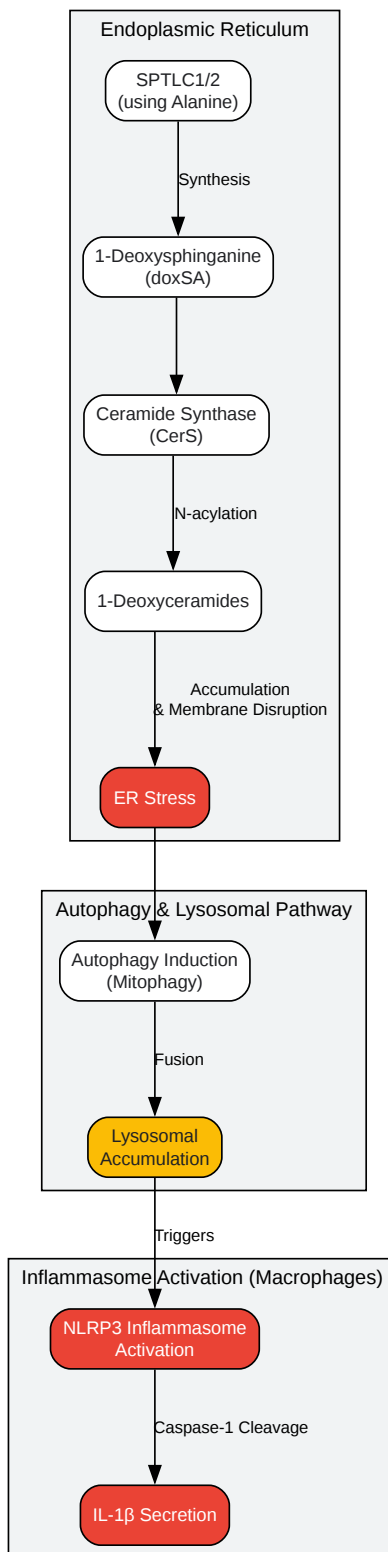 Endoplasmic Reticulum
SPTLC1/2
(using Alanine)
Synthesis
1-Deoxysphinganine
(doxSA)
Ceramide Synthase
(CerS)
N-acylation
1-Deoxyceramides
Accumulation
& Membrane Disruption
ER Stress
Autophagy & Lysosomal Pathway
Autophagy Induction
(Mitophagy)
Fusion
Lysosomal
Accumulation
Triggers
Inflammasome Activation (Macrophages)
NLRP3 Inflammasome
Activation
Caspase-1 Cleavage
IL-1β Secretion